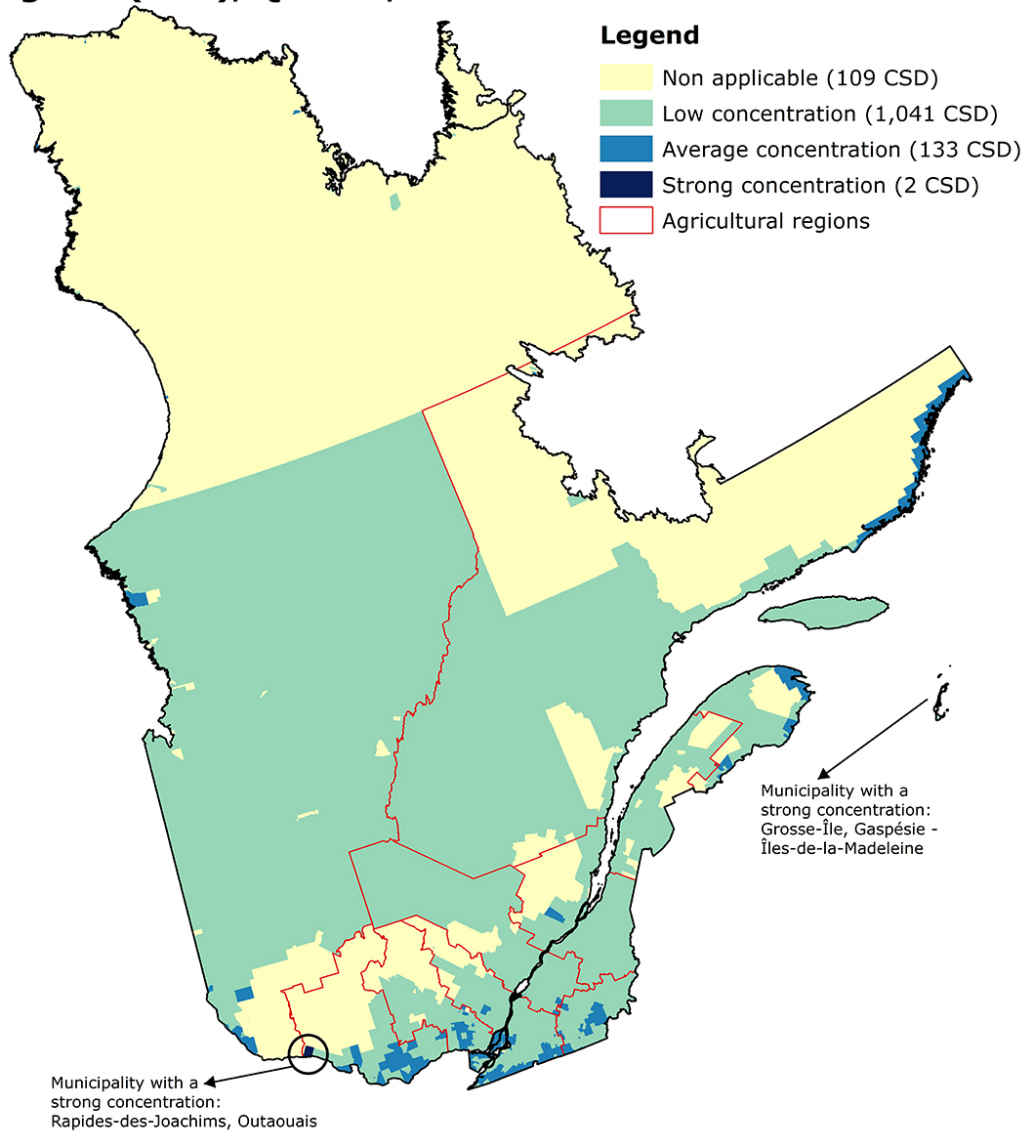 Legend
Non applicable (109 CSD)
Low concentration (1,041 CSD)
Average concentration (133 CSD)
Strong concentration (2 CSD)
Agricultural regions
Municipality with a
strong concentration:
Grosse-Île, Gaspésie -
Îles-de-la-Madeleine
Municipality with a
strong concentration:
Rapides-des-Joachims, Outaouais